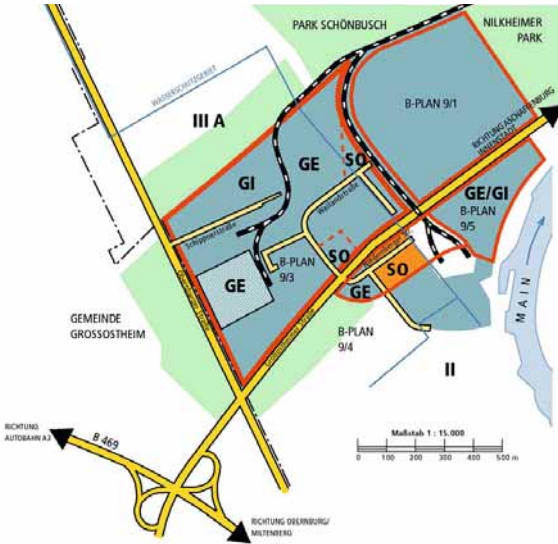 PARK SCHÖNBUSCH
NILKHEIMER
PARK
WASSERSCHUTZGEBIET
III A
B-PLAN 9/1
RICHTUNG ASCHAFFENBURG
INNENSTADT
GE
SO
GI
Weilandstraße
GE/GI
B-PLAN
9/5
Schippnerstraße
B-PLAN
9/3
SO
SO
GE
GE
MAIN
GEMEINDE
GROSSOSTHEIM
B-PLAN
9/4
II
Großostheimer Straße
Maßstab 1 : 15.000
0 100 200 300 400 500 m
RICHTUNG
AUTOBAHN A3
B 469
RICHTUNG OBERNBURG/
MILTENBERG